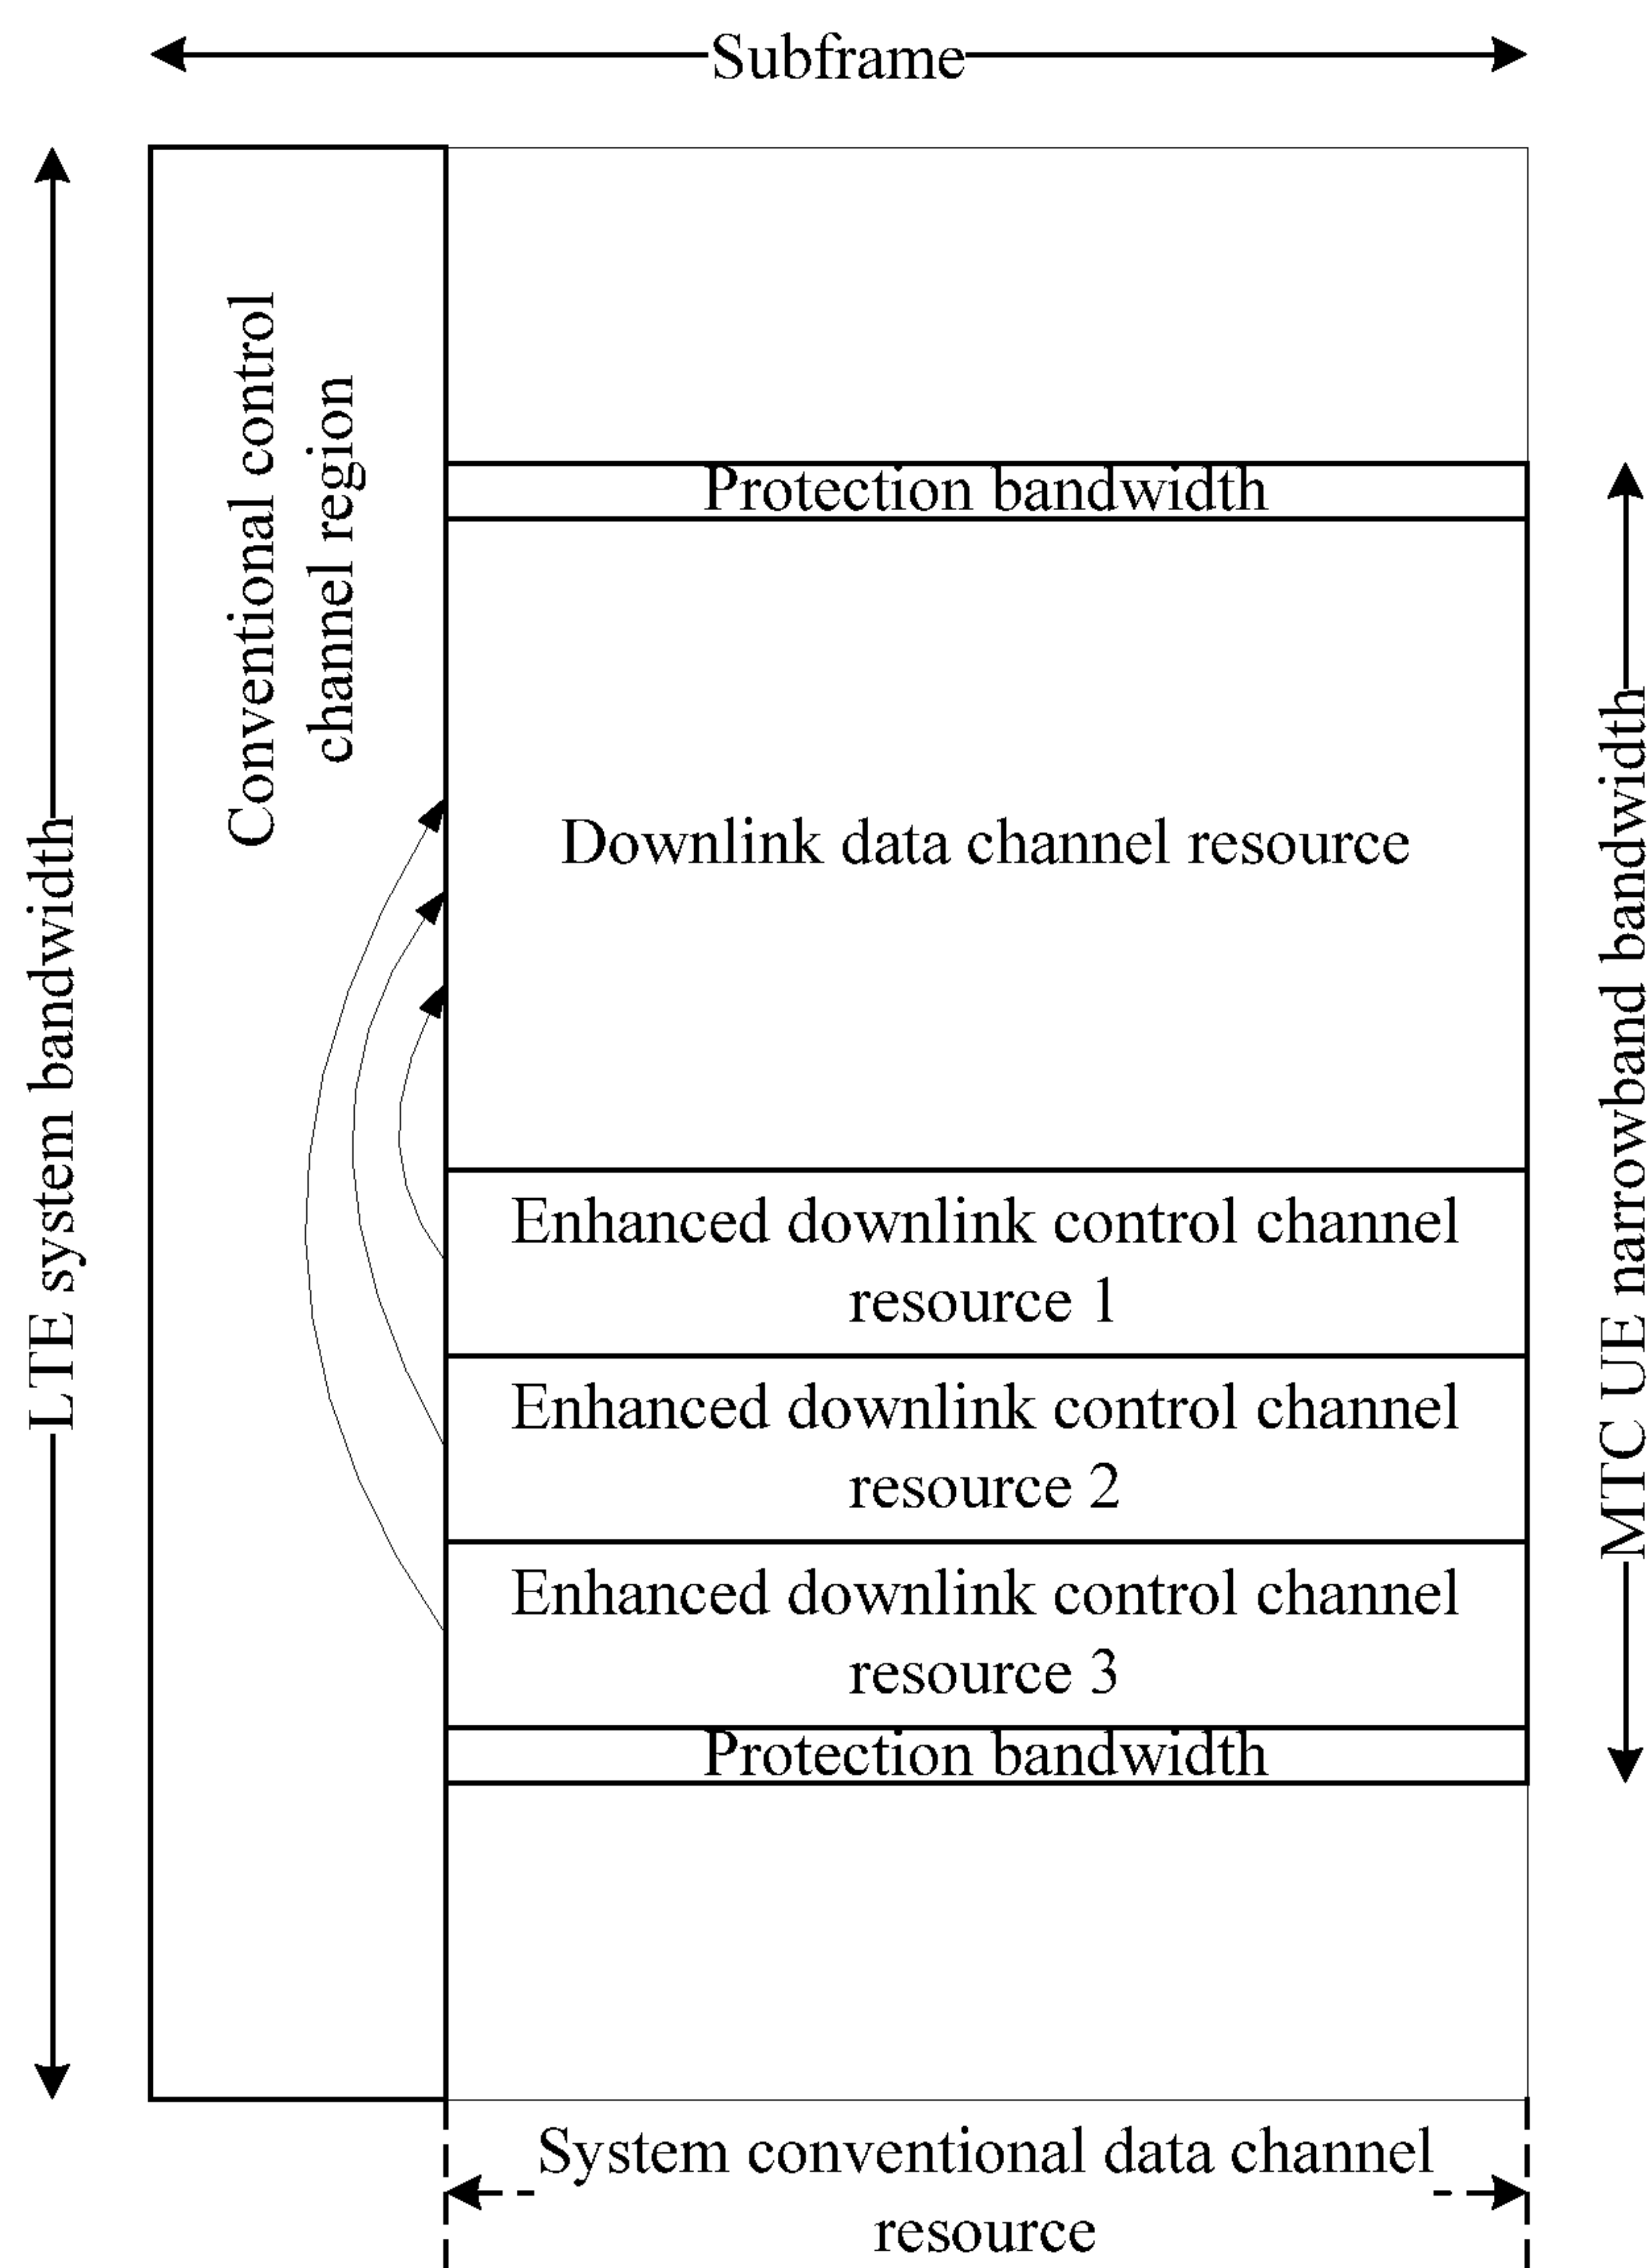 Subframe
LTE system bandwidth
Conventional control
channel region
Protection bandwidth
Downlink data channel resource
Enhanced downlink control channel
resource 1
Enhanced downlink control channel
resource 2
Enhanced downlink control channel
resource 3
Protection bandwidth
MTC UE narrowband bandwidth
System conventional data channel
resource